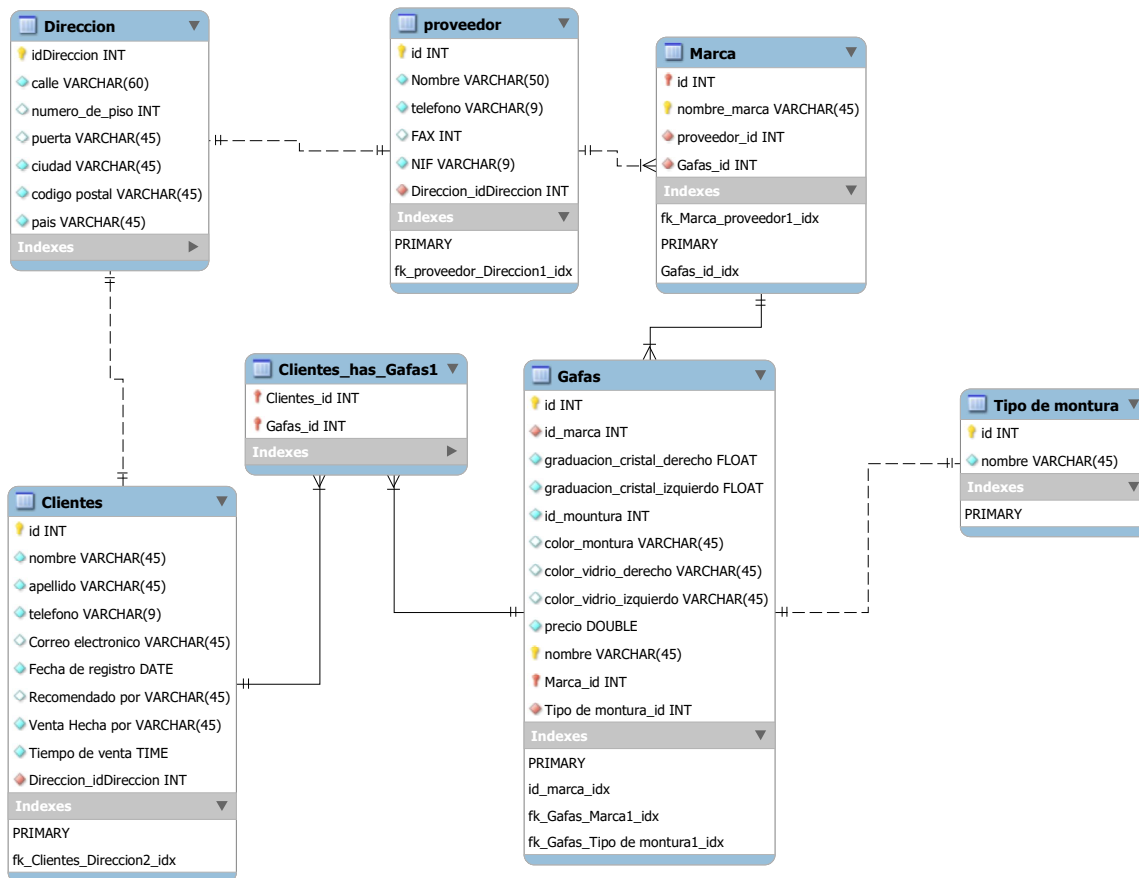 Direccion
idDireccion INT
calle VARCHAR(60)
numero_de_piso INT
puerta VARCHAR(45)
ciudad VARCHAR(45)
codigo postal VARCHAR(45)
pais VARCHAR(45)
Indexes
proveedor
id INT
Nombre VARCHAR(50)
telefono VARCHAR(9)
FAX INT
NIF VARCHAR(9)
Direccion_idDireccion INT
Indexes
PRIMARY
fk_proveedor_Direccion1_idx
Marca
id INT
nombre_marca VARCHAR(45)
proveedor_id INT
Gafas_id INT
Indexes
fk_Marca_proveedor1_idx
PRIMARY
Gafas_id_idx
Clientes_has_Gafas1
Clientes_id INT
Gafas_id INT
Indexes
Gafas
id INT
id_marca INT
graduacion_cristal_derecho FLOAT
graduacion_cristal_izquierdo FLOAT
id_mountura INT
color_montura VARCHAR(45)
color_vidrio_derecho VARCHAR(45)
color_vidrio_izquierdo VARCHAR(45)
precio DOUBLE
nombre VARCHAR(45)
Marca_id INT
Tipo de montura_id INT
Indexes
PRIMARY
id_marca_idx
fk_Gafas_Marca1_idx
fk_Gafas_Tipo de montura1_idx
Tipo de montura
id INT
nombre VARCHAR(45)
Indexes
PRIMARY
Clientes
id INT
nombre VARCHAR(45)
apellido VARCHAR(45)
telefono VARCHAR(9)
Correo electronico VARCHAR(45)
Fecha de registro DATE
Recomendado por VARCHAR(45)
Venta Hecha por VARCHAR(45)
Tiempo de venta TIME
Direccion_idDireccion INT
Indexes
PRIMARY
fk_Clientes_Direccion2_idx